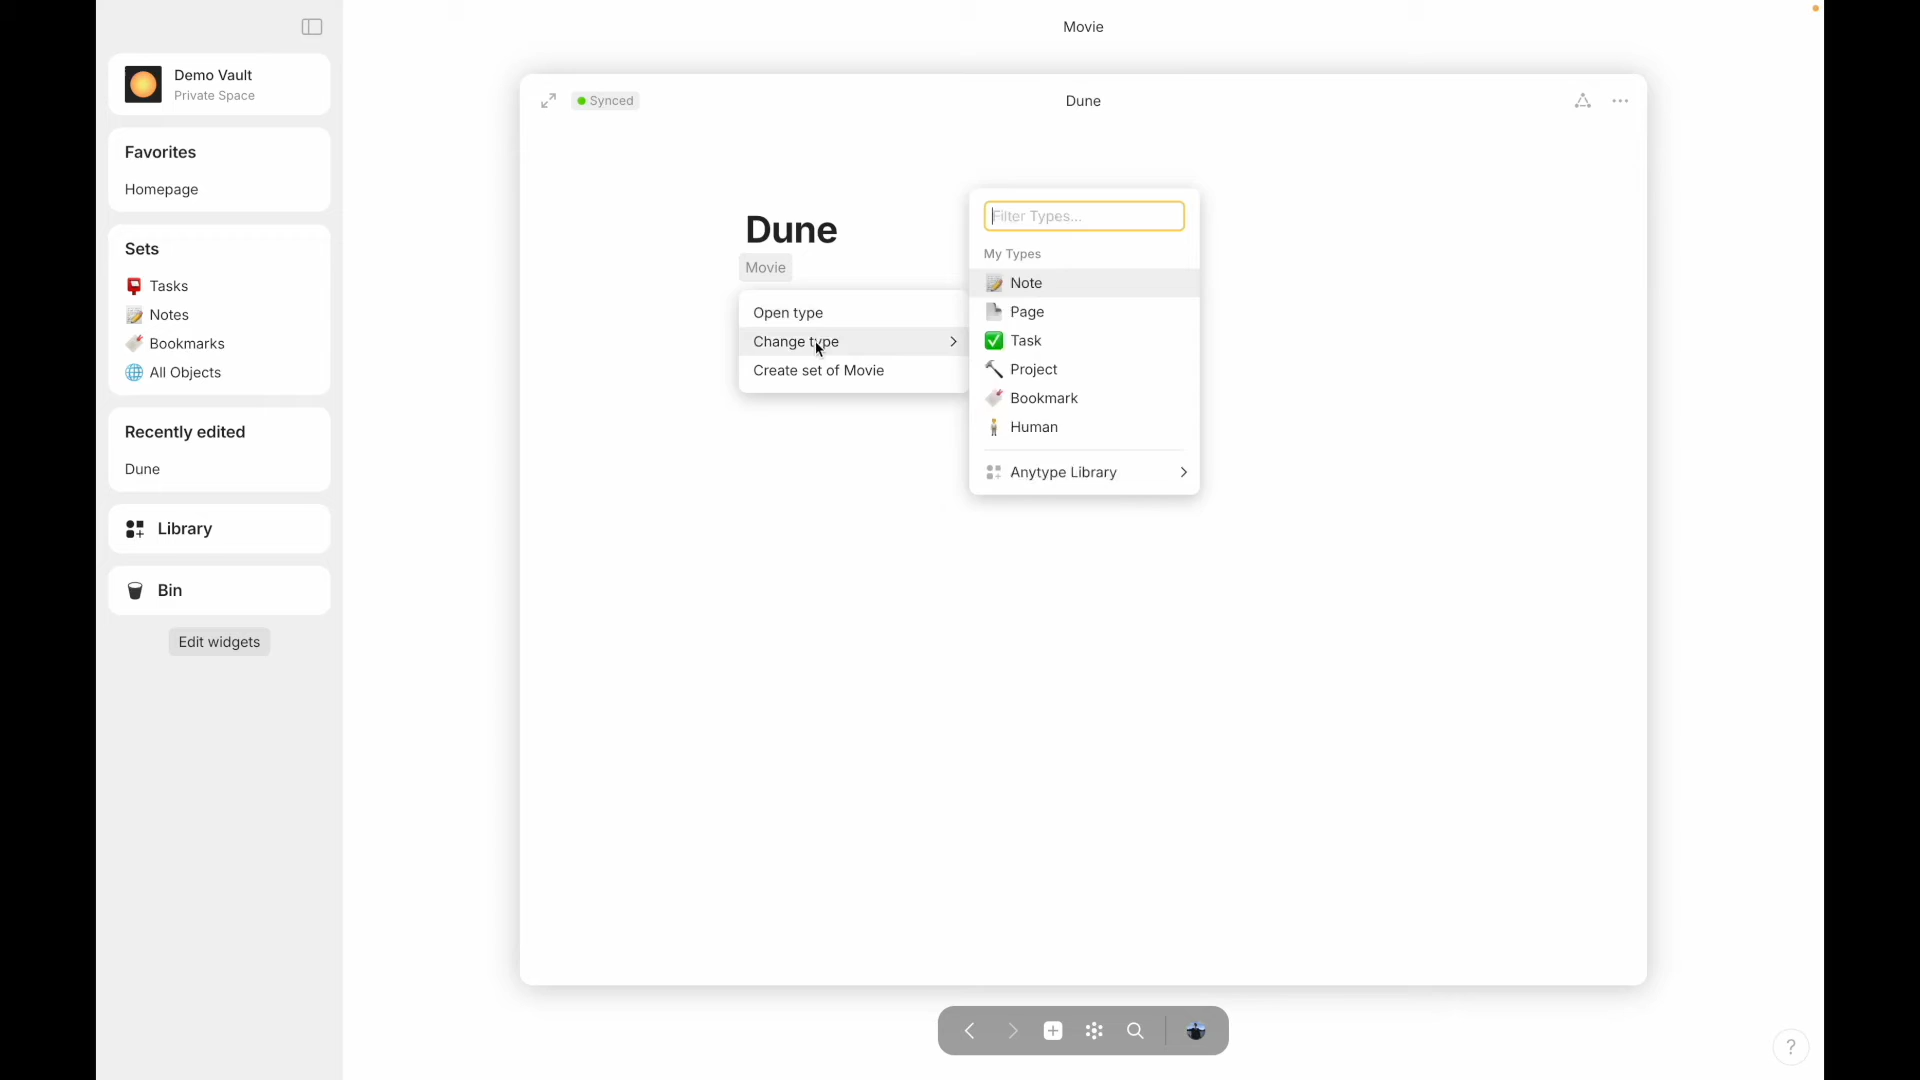 Movie
Demo Vault
Private Space
Favorites
Homepage
Sets
Tasks
Notes
Bookmarks
All Objects
Recently edited
Dune
Library
Bin
Edit widgets
Synced
Dune
Dune
Movie
Open type
Change type
Create set of Movie
Filter Types...
My Types
Note
Page
Task
Project
Bookmark
Human
Anytype Library
?